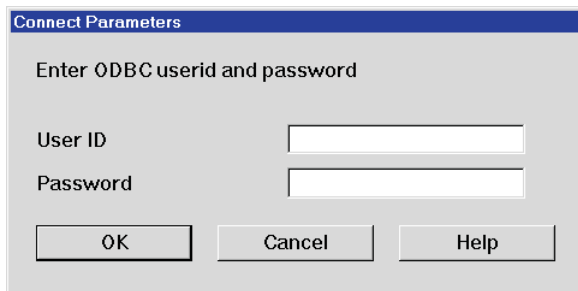 Connect Parameters
Enter ODBC userid and password
User ID
Password
OK Cancel Help